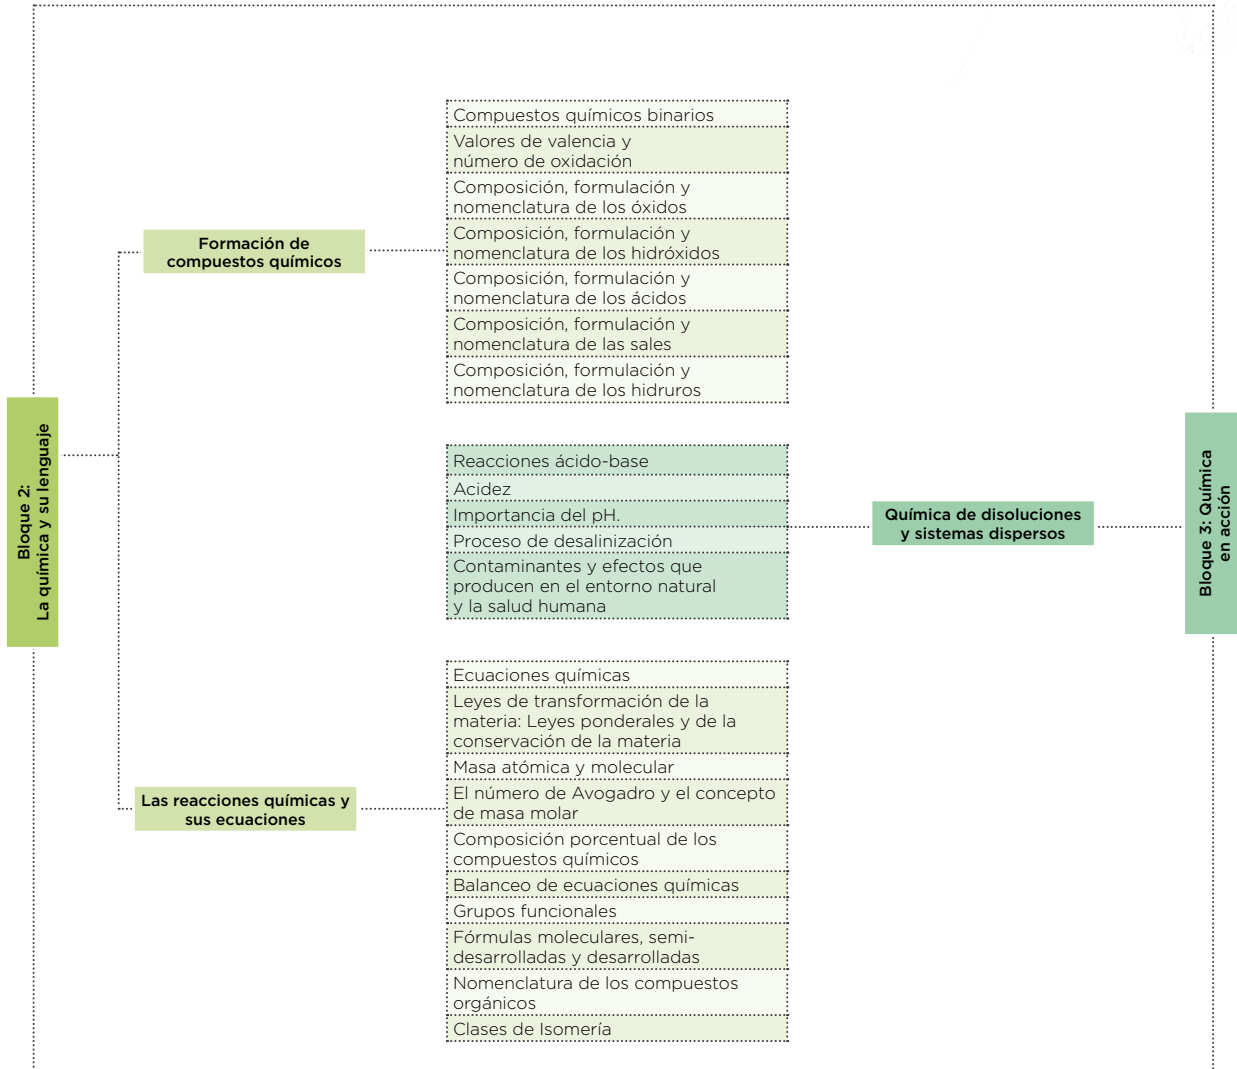 Bloque 2:
La química y su lenguaje
Formación de
compuestos químicos
Compuestos químicos binarios
Valores de valencia y
número de oxidación
Composición, formulación y
nomenclatura de los óxidos
Composición, formulación y
nomenclatura de los hidróxidos
Composición, formulación y
nomenclatura de los ácidos
Composición, formulación y
nomenclatura de las sales
Composición, formulación y
nomenclatura de los hidruros
Reacciones ácido-base
Acidez
Importancia del pH.
Proceso de desalinización
Contaminantes y efectos que
producen en el entorno natural
y la salud humana
Química de disoluciones
y sistemas dispersos
Bloque 3: Química
en acción
Las reacciones químicas y
sus ecuaciones
Ecuaciones químicas
Leyes de transformación de la
materia: Leyes ponderales y de la
conservación de la materia
Masa atómica y molecular
El número de Avogadro y el concepto
de masa molar
Composición porcentual de los
compuestos químicos
Balanceo de ecuaciones químicas
Grupos funcionales
Fórmulas moleculares, semi-
desarrolladas y desarrolladas
Nomenclatura de los compuestos
orgánicos
Clases de Isomería